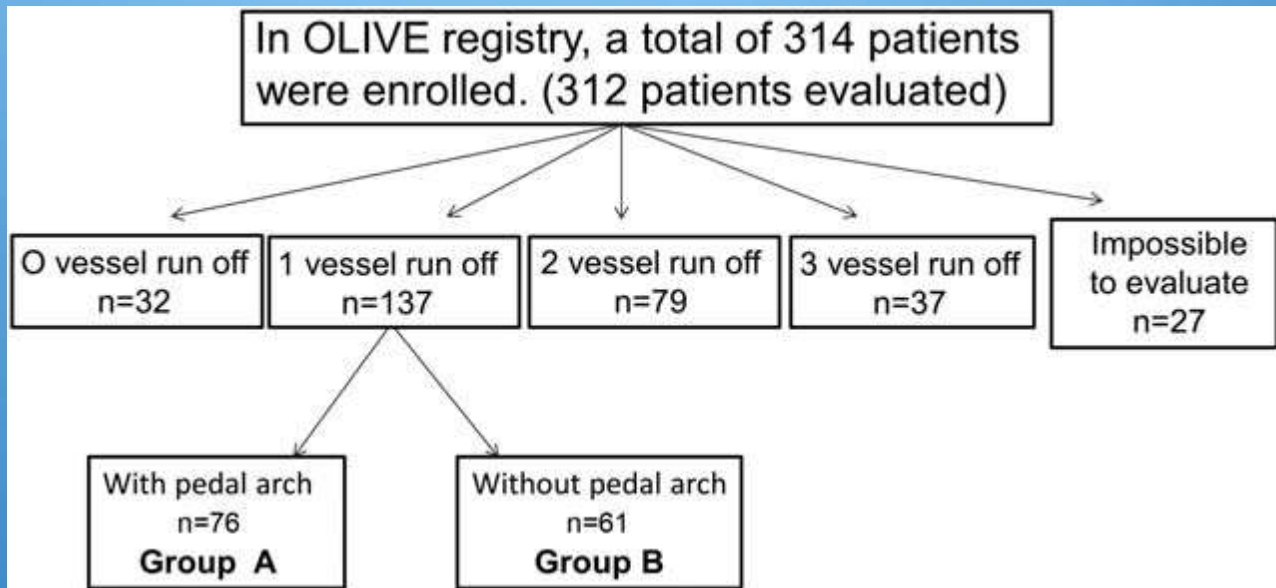 In OLIVE registry, a total of 314 patients
were enrolled. (312 patients evaluated)
O vessel run off
n=32
1 vessel run off
n=137
2 vessel run off
n=79
3 vessel run off
n=37
Impossible
to evaluate
n=27
With pedal arch
n=76
Group A
Without pedal arch
n=61
Group B